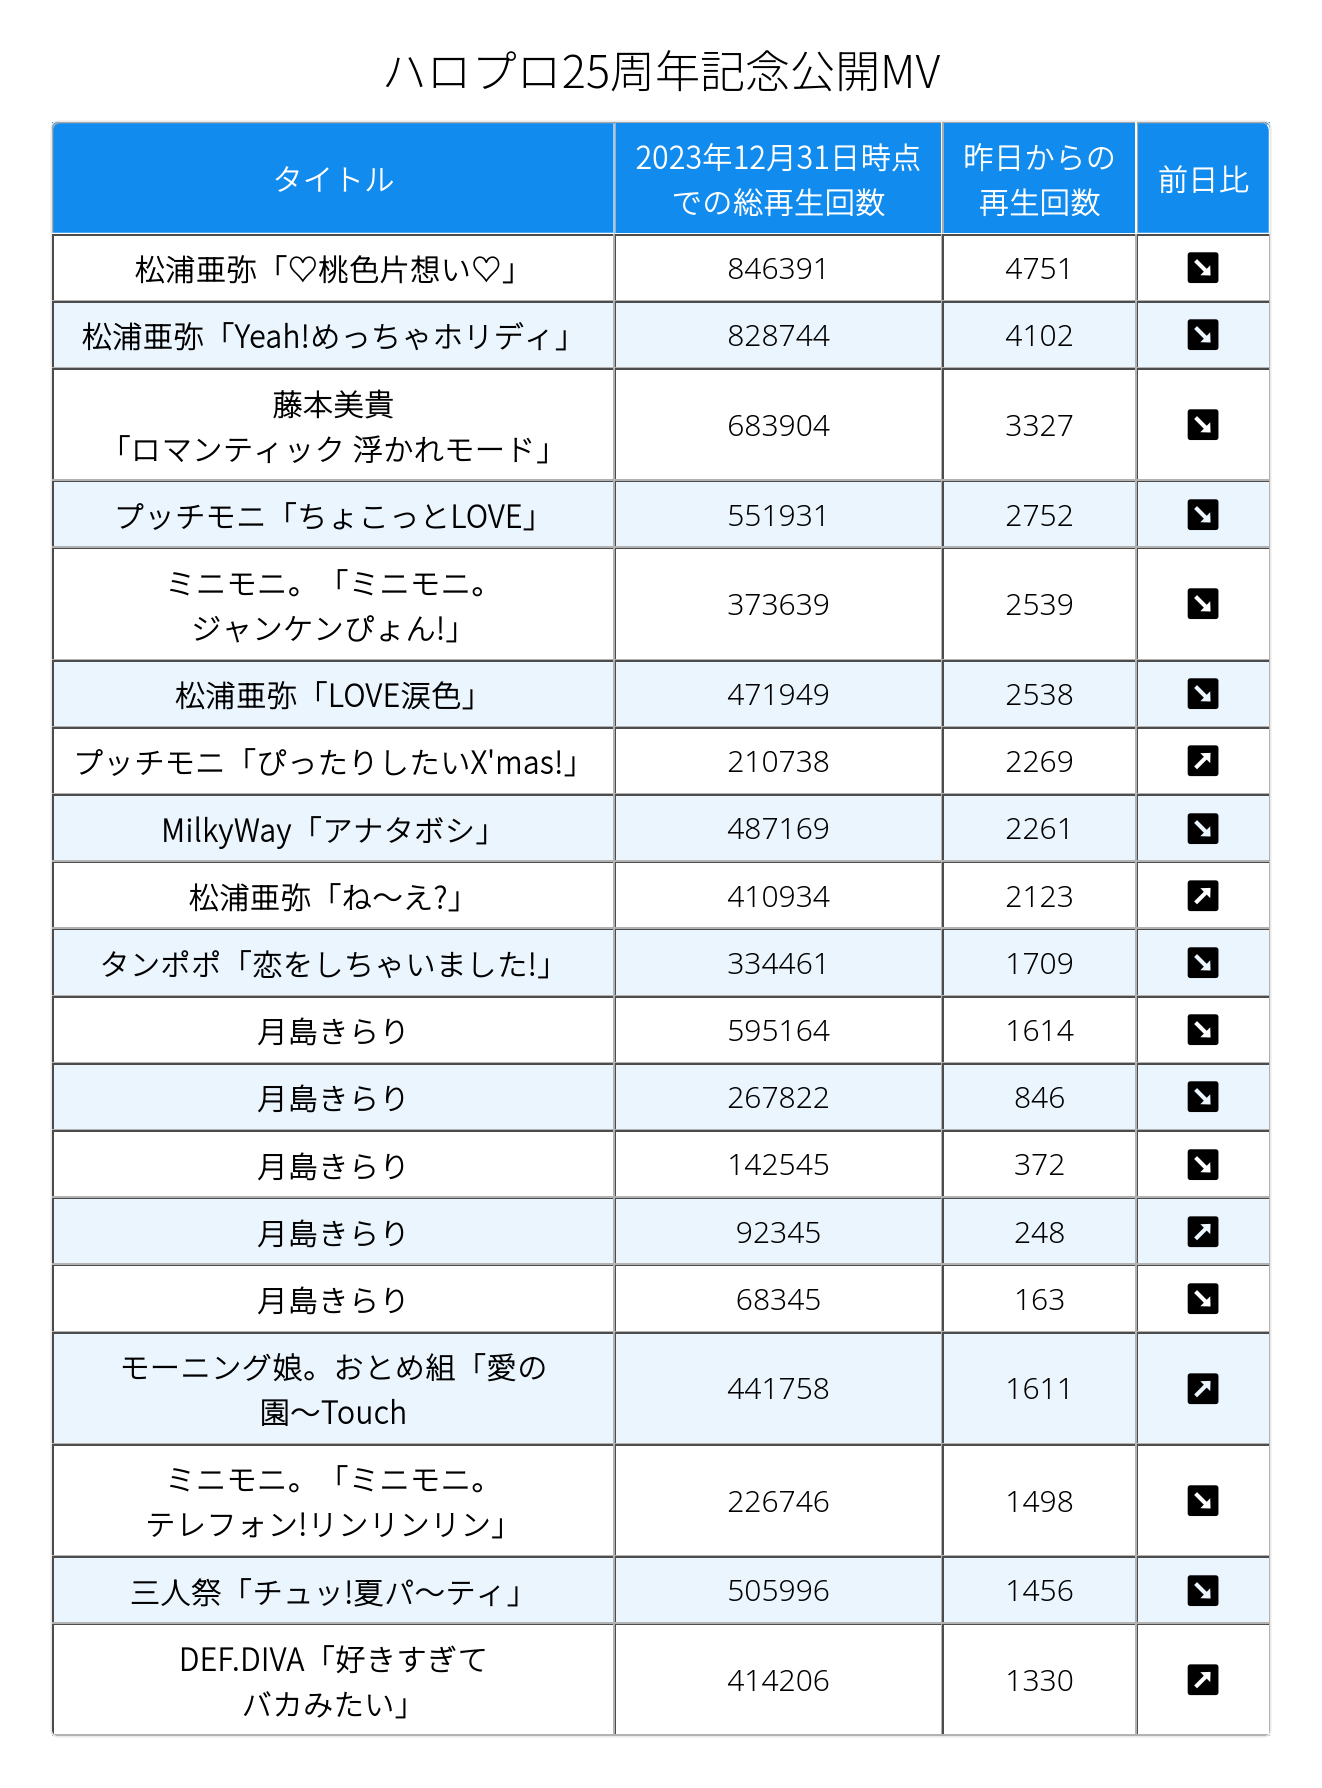 ハロプロ25周年記念公開MV
タイトル
2023年12月31日時点
での総再生回数
昨日からの
再生回数
前日比
松浦亜弥「♡桃色片想い♡」 846391 4751
松浦亜弥「Yeah!めっちゃホリディ」 828744 4102
藤本美貴
「ロマンティック 浮かれモード」 683904 3327
プッチモニ「ちょこっとLOVE」 551931 2752
ミニモニ。「ミニモニ。
ジャンケンぴょん!」 373639 2539
松浦亜弥「LOVE涙色」 471949 2538
プッチモニ「ぴったりしたいX'mas!」 210738 2269
MilkyWay「アナタボシ」 487169 2261
松浦亜弥「ね〜え?」 410934 2123
タンポポ「恋をしちゃいました!」 334461 1709
月島きらり 595164 1614
月島きらり 267822 846
月島きらり 142545 372
月島きらり 92345 248
月島きらり 68345 163
モーニング娘。おとめ組「愛の
園〜Touch 441758 1611
ミニモニ。「ミニモニ。
テレフォン!リンリンリン」 226746 1498
三人祭「チュッ!夏パ〜ティ」 505996 1456
DEF.DIVA「好きすぎて
バカみたい」 414206 1330